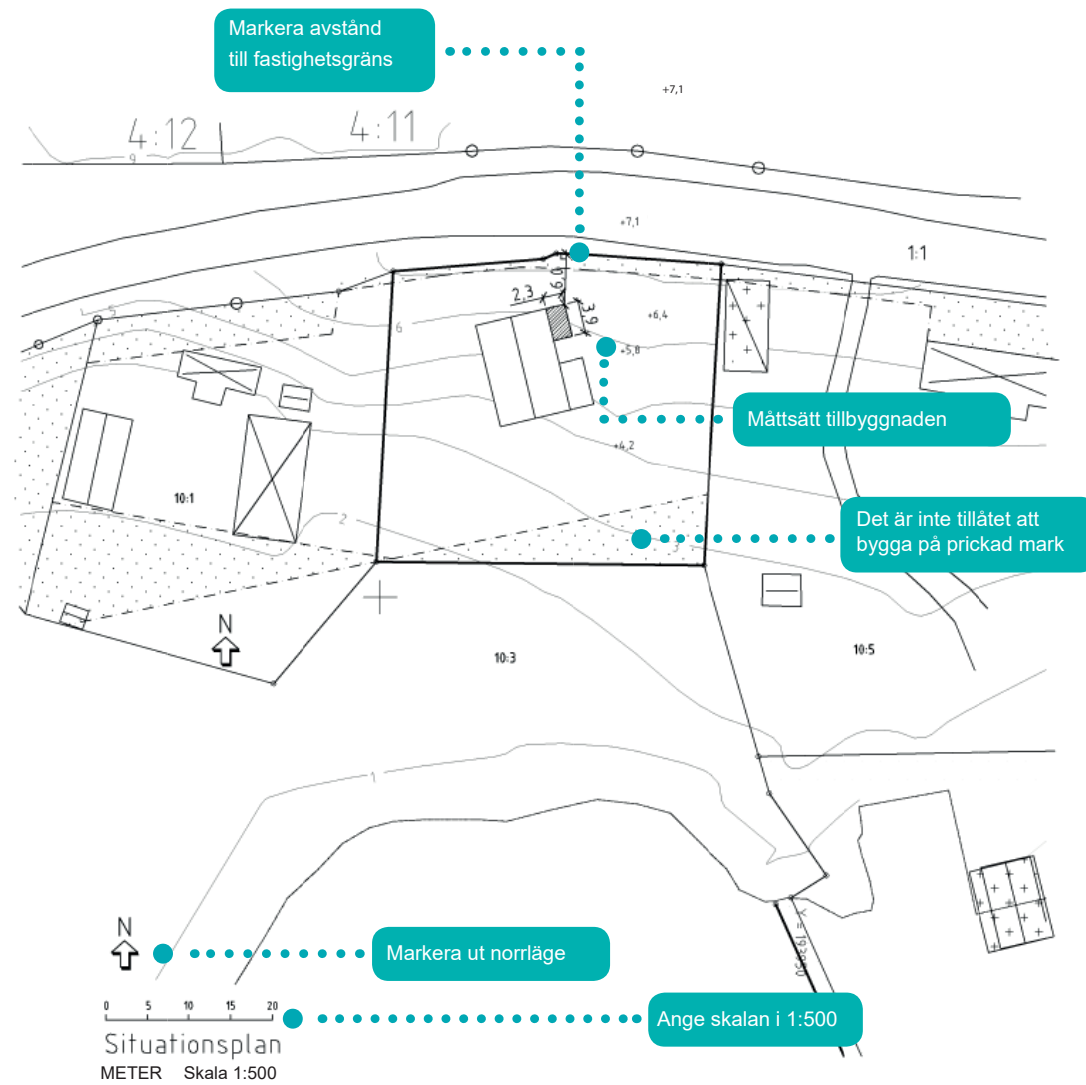 Markera avstånd
till fastighetsgräns
+7,1
4:12
4:11
9
+7,1
1:1
6,0
5
2,3
3,9
6
+6,4
+5,8
Måttsätt tillbyggnaden
+4,2
10:1
2
Det är inte tillåtet att
bygga på prickad mark
3
N
10:3
10:5
1
Y = 193950
N
Markera ut norrläge
0 5 10 15 20
Ange skalan i 1:500
Situationsplan
METER Skala 1:500